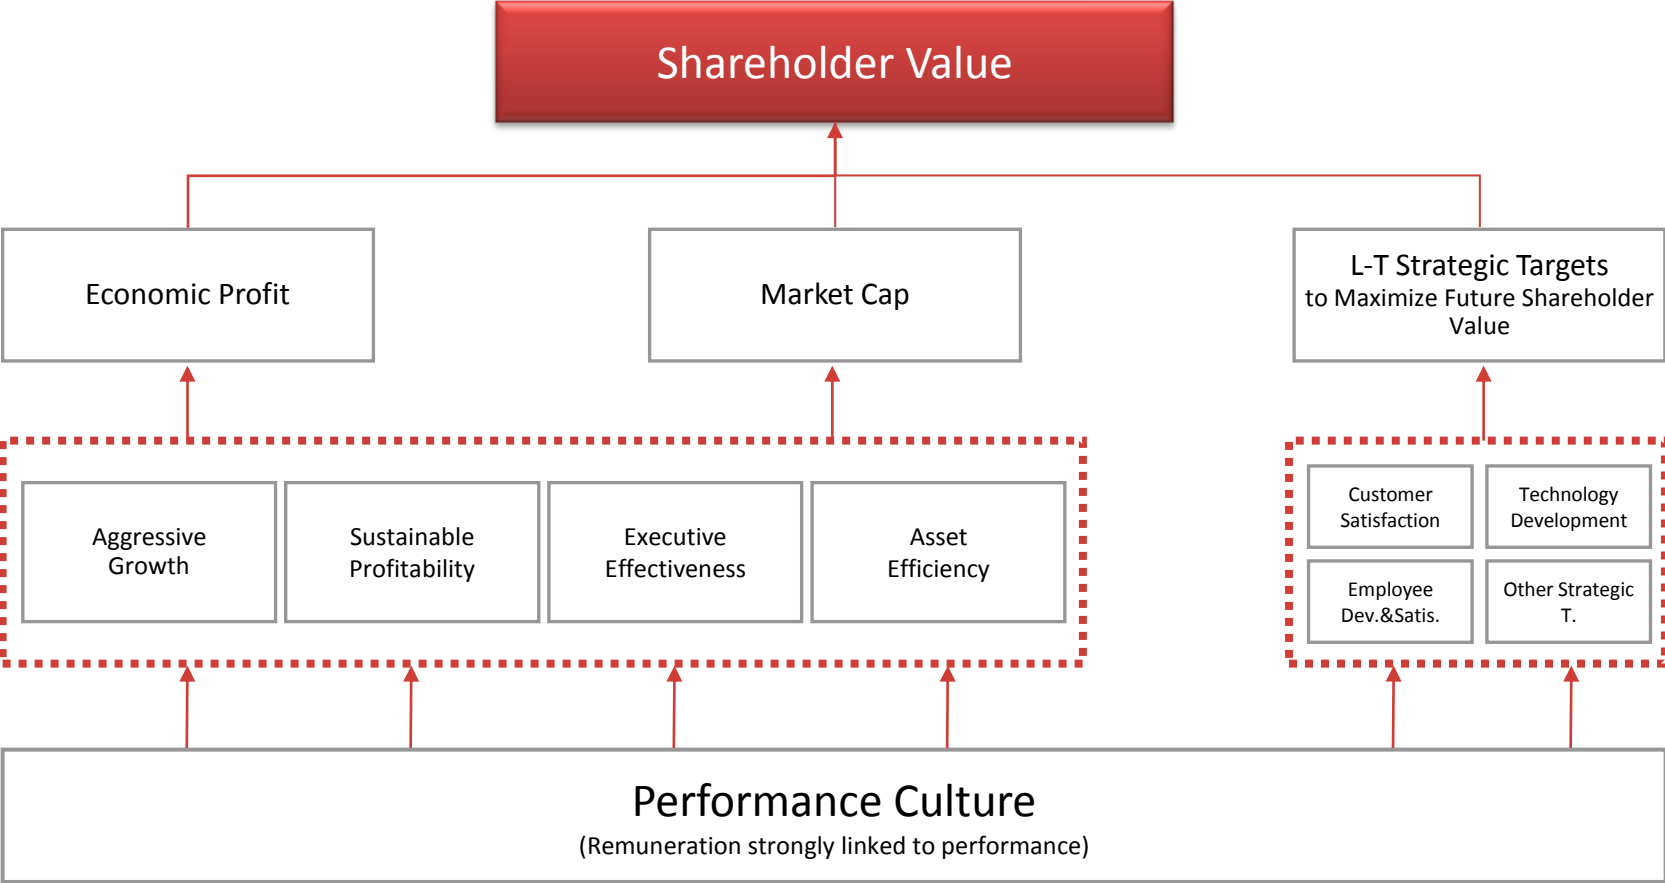 Shareholder Value
Economic Profit
Market Cap
L-T Strategic Targets
to Maximize Future Shareholder
Value
Aggressive
Growth
Sustainable
Profitability
Executive
Effectiveness
Asset
Efficiency
Customer
Satisfaction
Technology
Development
Employee
Dev.&Satis.
Other Strategic
T.
Performance Culture
(Remuneration strongly linked to performance)